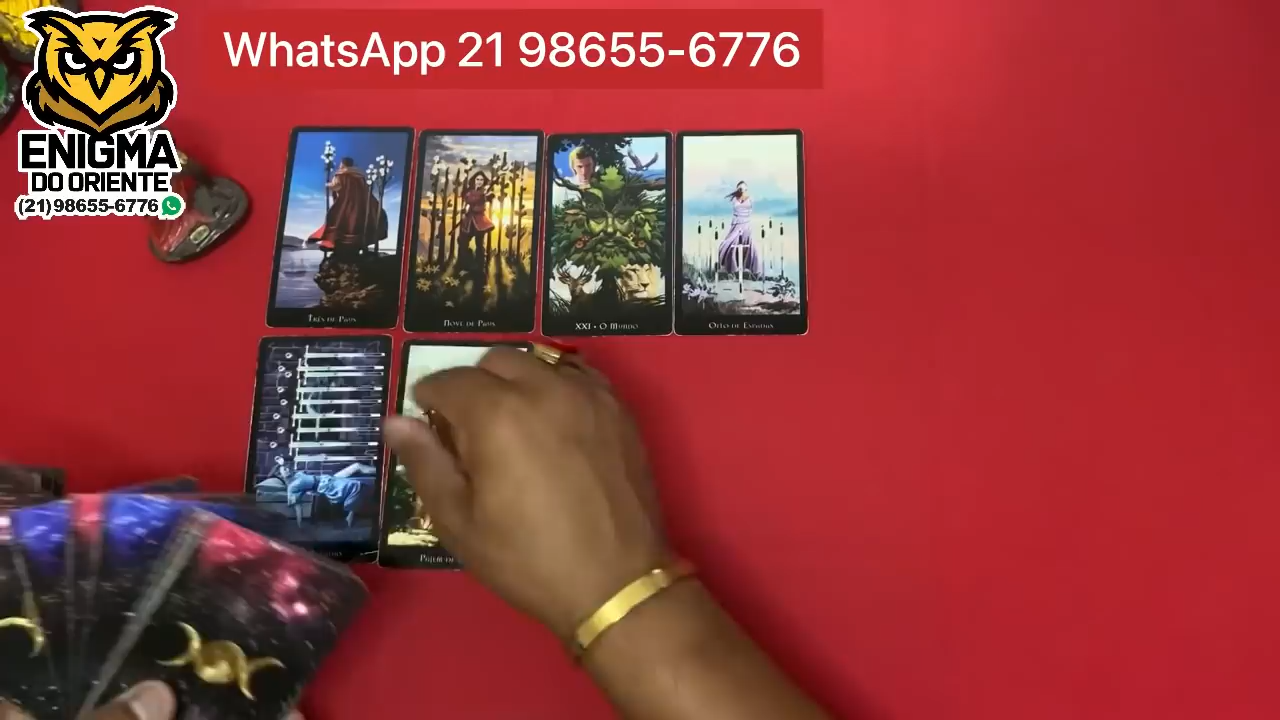 WhatsApp 21 98655-6776
ENIGMA
DO ORIENTE
(21)98655-6776
Três de Paus
Nove de Paus
XXI • O Mundo
Oito de Espadas